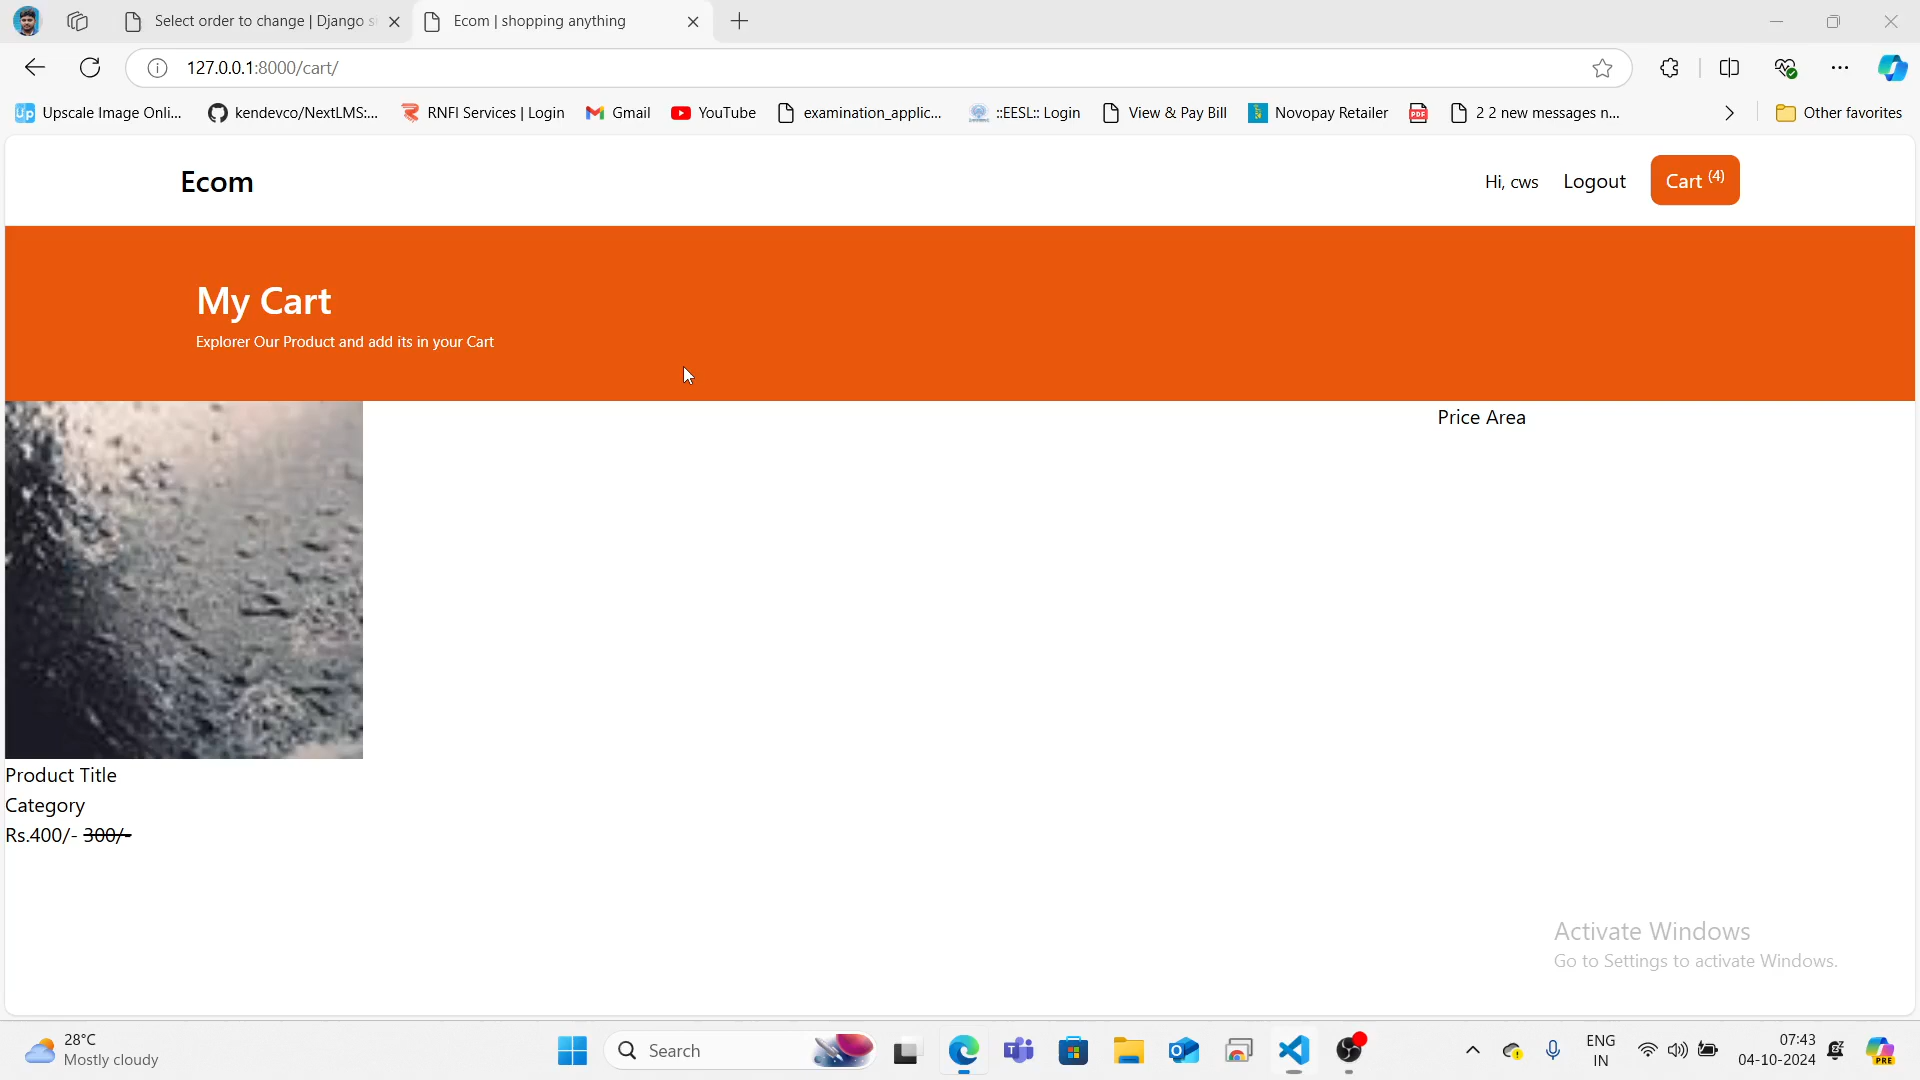 Select order to change | Django s
Ecom | shopping anything
127.0.0.1:8000/cart/
Upscale Image Onli...
kendevco/NextLMS:...
RNFI Services | Login
Gmail
YouTube
examination_applic...
::EESL:: Login
View & Pay Bill
Novopay Retailer
PDF
2 2 new messages n...
Other favorites
Ecom
Hi, cws
Logout
Cart (4)
My Cart
Explorer Our Product and add its in your Cart
Price Area
Product Title
Category
Rs.400/- 300/-
Activate Windows
Go to Settings to activate Windows.
28°C
Mostly cloudy
Search
ENG
IN
07:43
04-10-2024
PRE